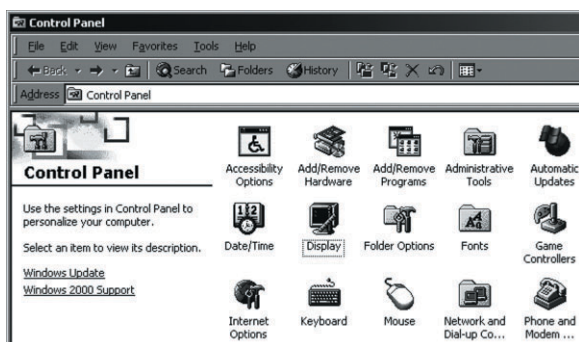 Control Panel
File Edit View Favorites Tools Help
Back Search Folders History
Address Control Panel
Control Panel
Use the settings in Control Panel to
personalize your computer.
Select an item to view its description.
Windows Update
Windows 2000 Support
Accessibility Options
Add/Remove Hardware
Add/Remove Programs
Administrative Tools
Automatic Updates
12
Date/Time
Display
Folder Options
Fonts
Game Controllers
Internet Options
Keyboard
Mouse
Network and Dial-up Co...
Phone and Modem ...